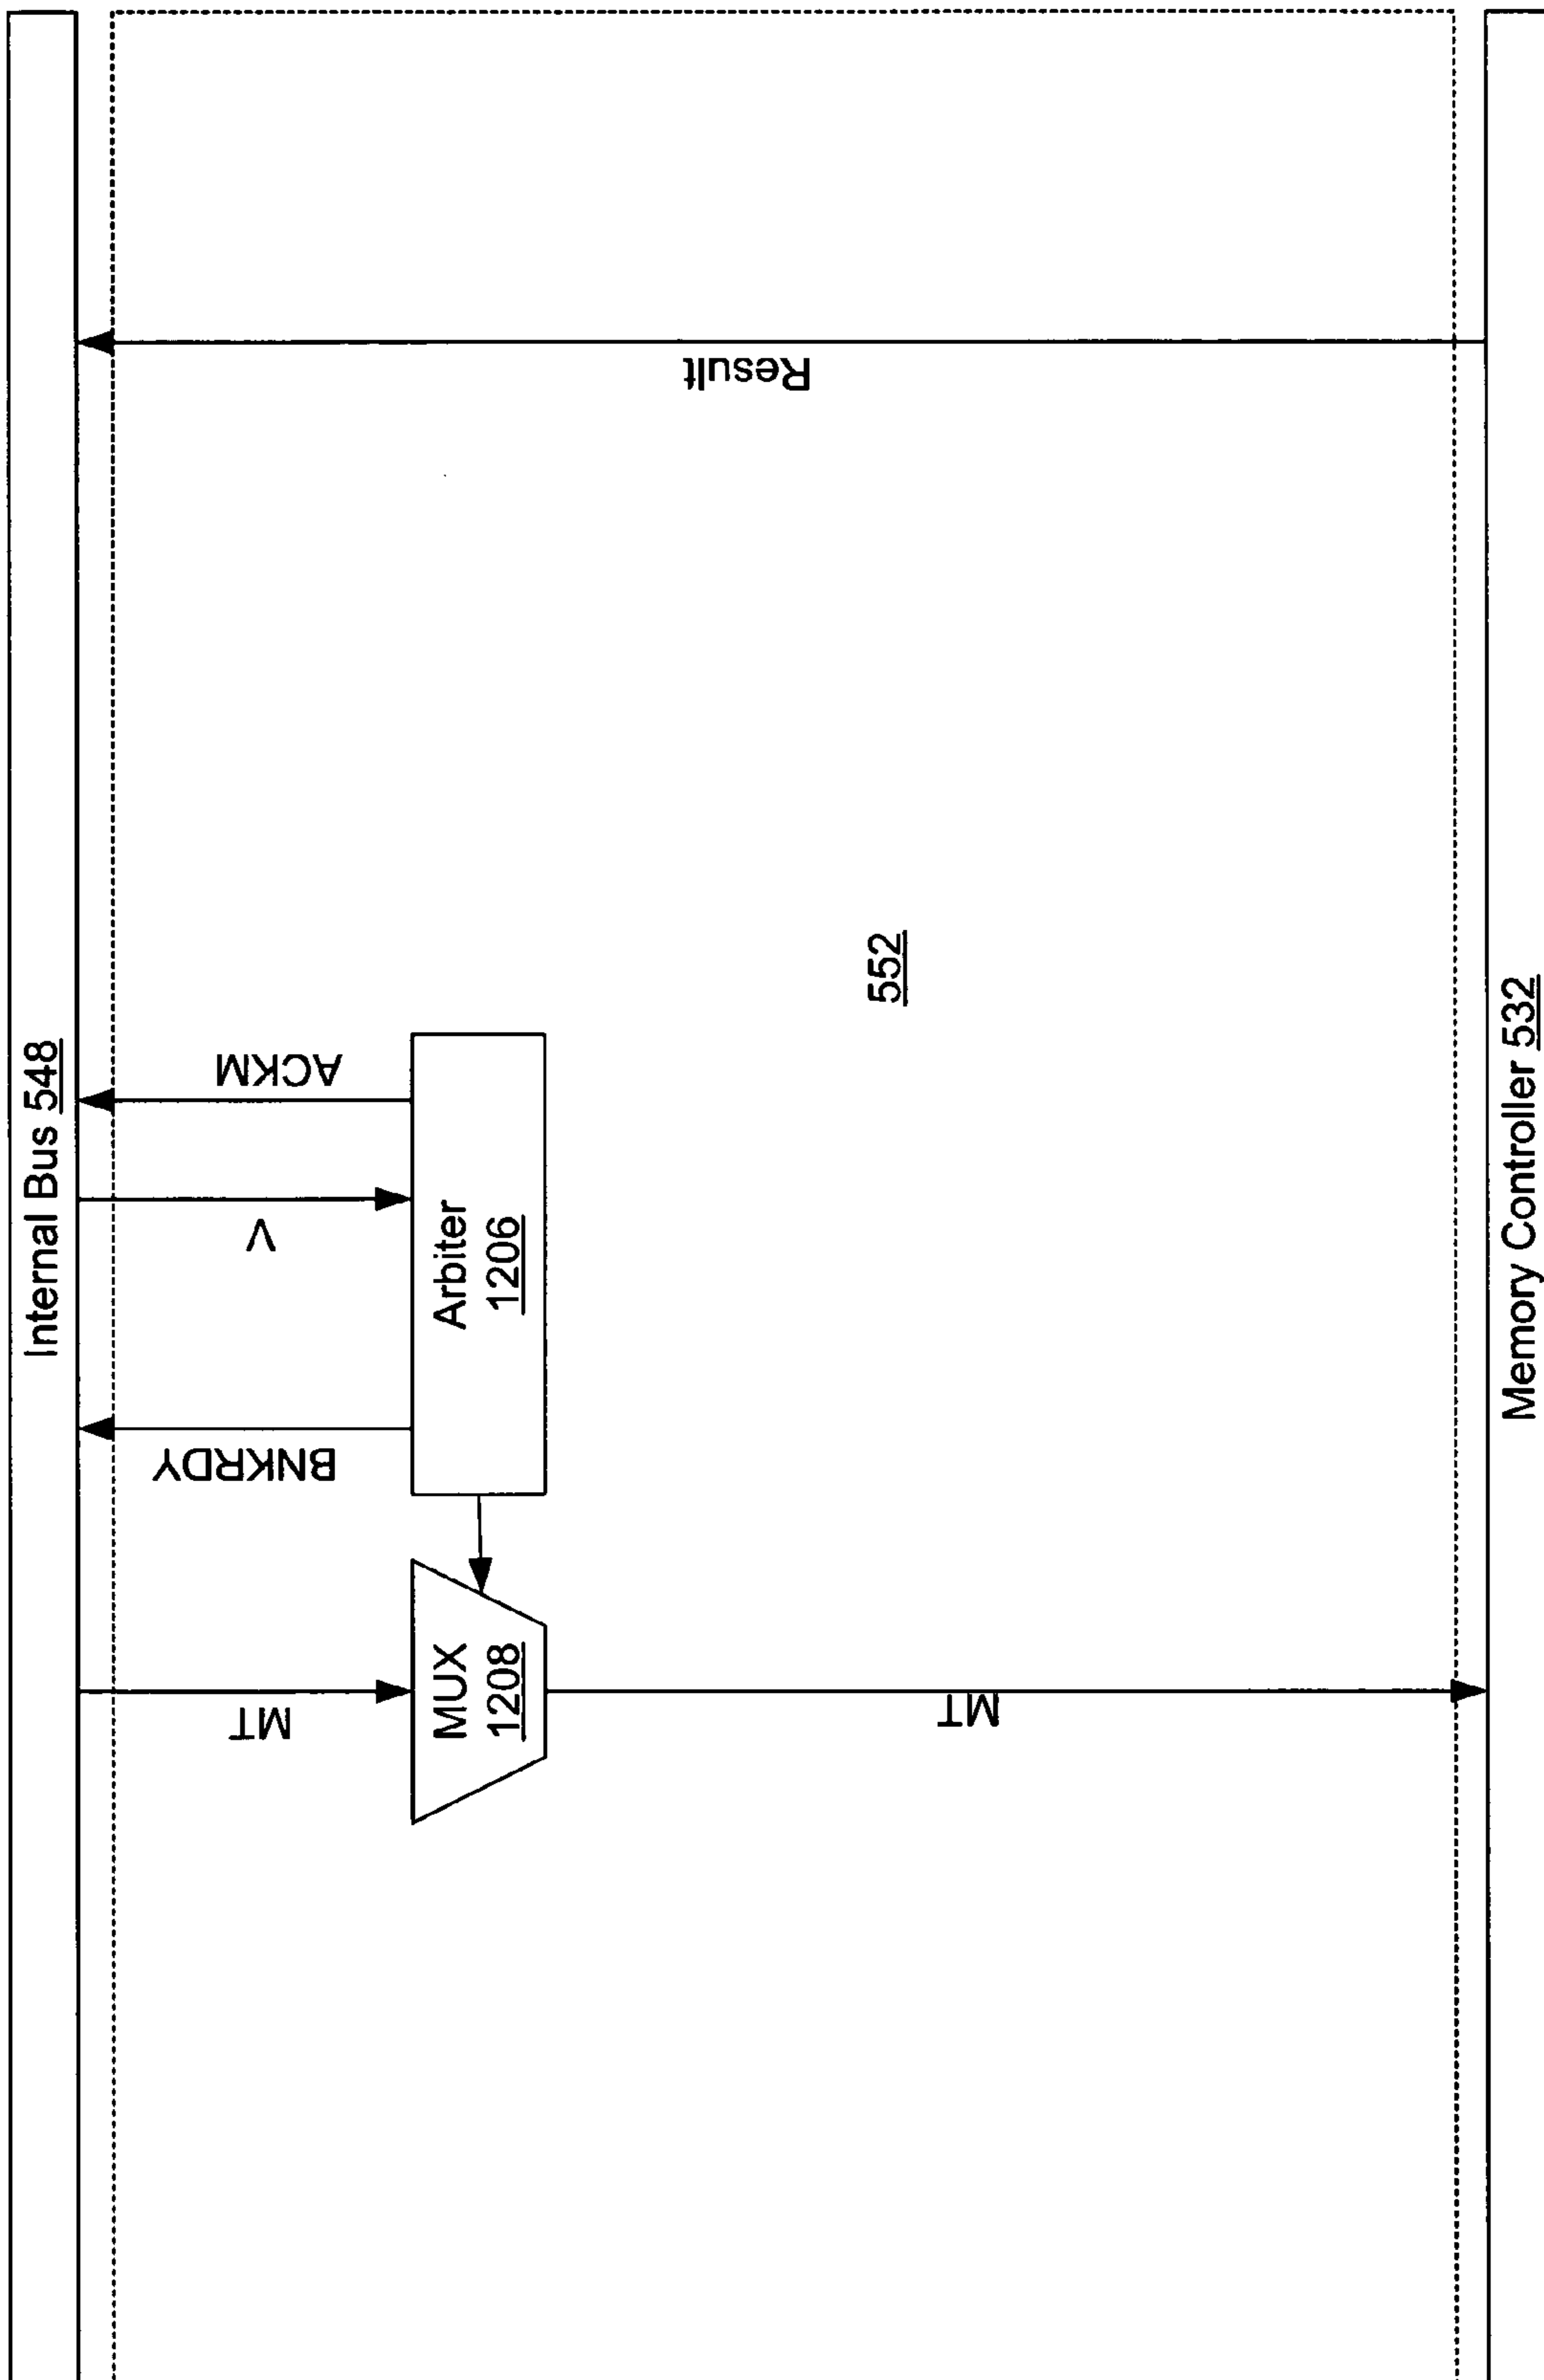 Internal Bus 548
MT
BNKRDY
V
ACKM
MUX
1208
Arbiter
1206
552
MT
Result
Memory Controller 532